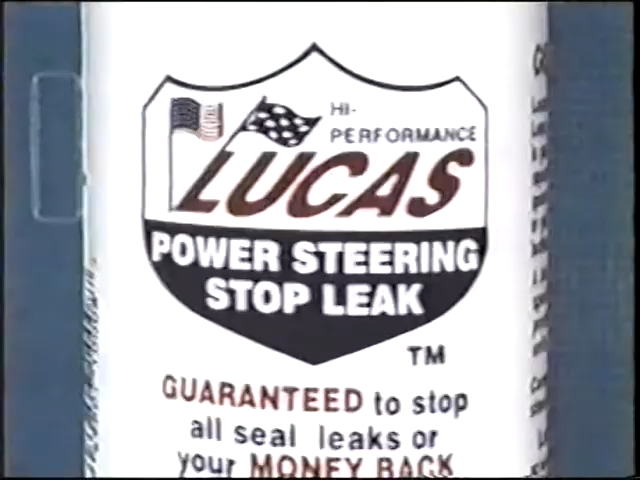 HI-
PERFORMANCE
LUCAS
POWER STEERING
STOP LEAK
TM
GUARANTEED to stop
all seal leaks or
your MONEY BACK